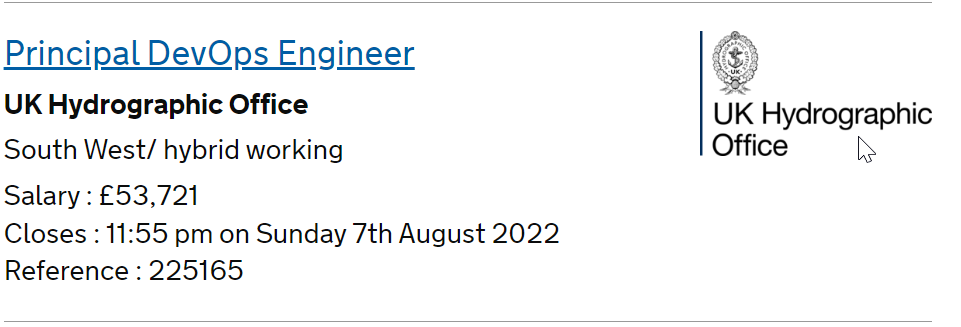 Principal DevOps Engineer
UK Hydrographic Office
South West/ hybrid working
Salary : £53,721
Closes : 11:55 pm on Sunday 7th August 2022
Reference : 225165
UK Hydrographic
Office